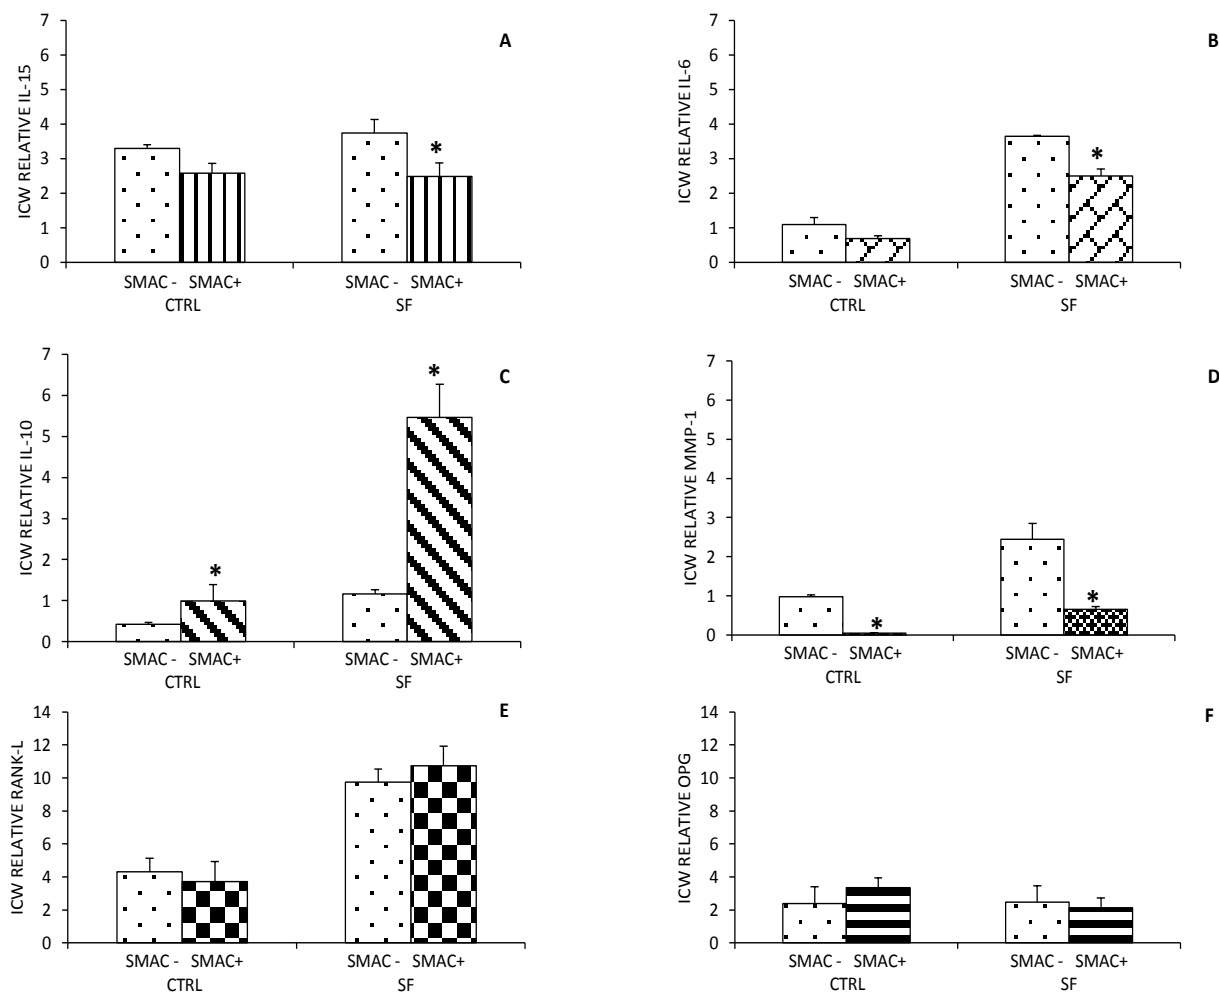 7
6
5
4
3
2
1
0
ICW RELATIVE IL-15
A
*
SMAC - SMAC+ SMAC - SMAC+
CTRL SF
7
6
5
4
3
2
1
0
ICW RELATIVE IL-6
B
*
SMAC - SMAC+ SMAC - SMAC+
CTRL SF
7
6
5
4
3
2
1
0
ICW RELATIVE IL-10
C
*
*
SMAC - SMAC+ SMAC - SMAC+
CTRL SF
7
6
5
4
3
2
1
0
ICW RELATIVE MMP-1
D
*
*
SMAC - SMAC+ SMAC - SMAC+
CTRL SF
14
12
10
8
6
4
2
0
ICW RELATIVE RANK-L
E
SMAC - SMAC+ SMAC - SMAC+
CTRL SF
14
12
10
8
6
4
2
0
ICW RELATIVE OPG
F
SMAC - SMAC+ SMAC - SMAC+
CTRL SF